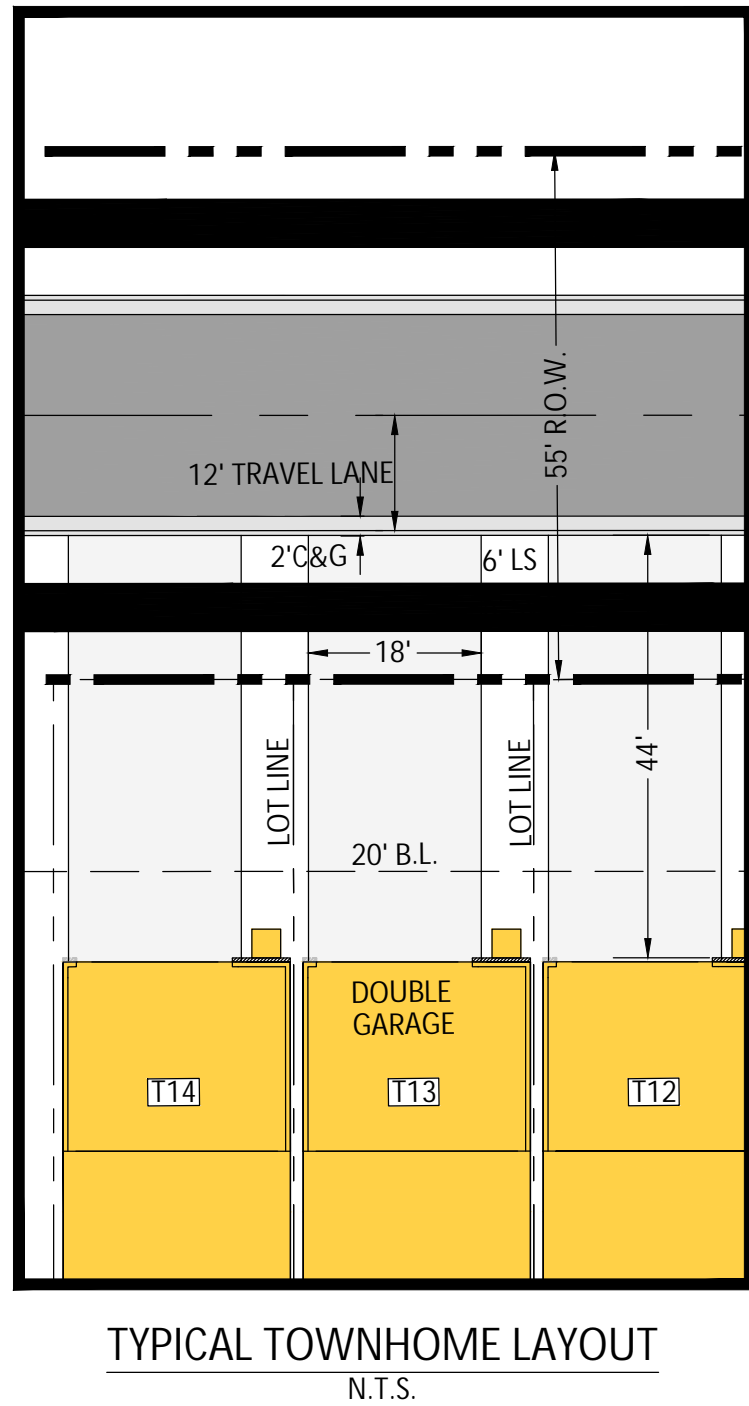 55' R.O.W.
12' TRAVEL LANE
2'C&G
6' LS
18'
LOT LINE
LOT LINE
44'
20' B.L.
DOUBLE
GARAGE
T14
T13
T12
TYPICAL TOWNHOME LAYOUT
N.T.S.